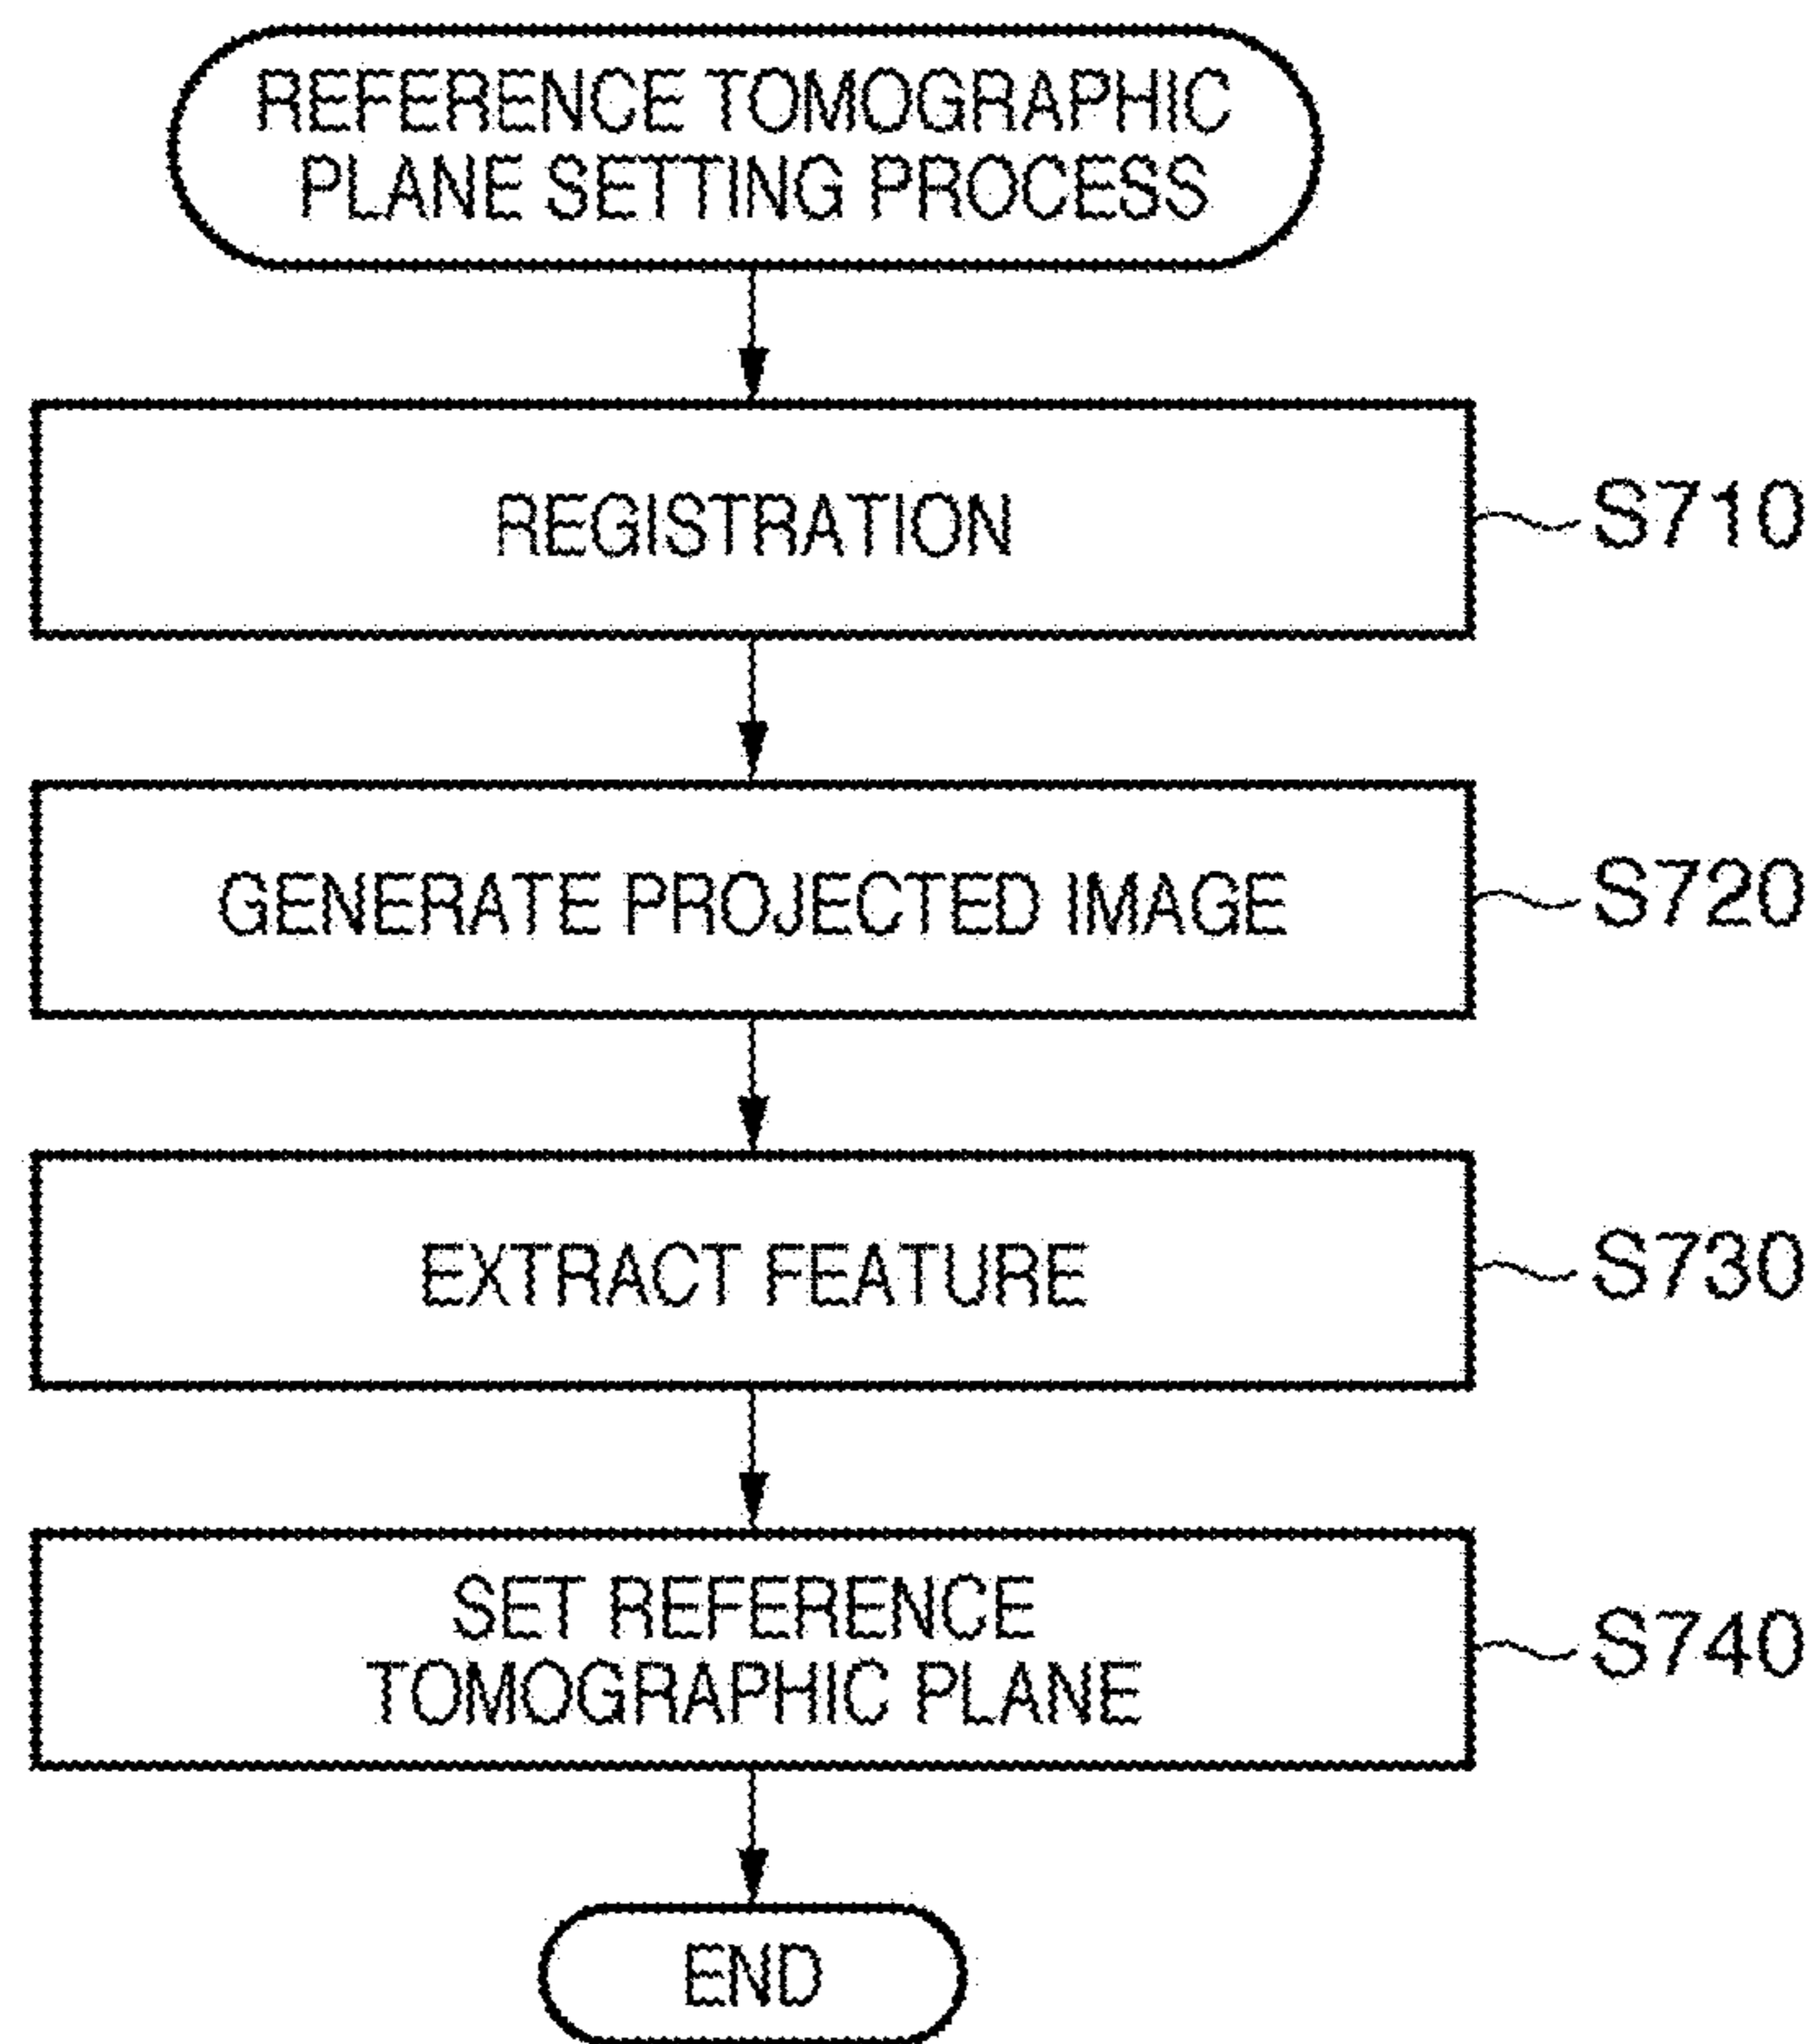 REFERENCE TOMOGRAPHIC
PLANE SETTING PROCESS
REGISTRATION
S710
GENERATE PROJECTED IMAGE
S720
EXTRACT FEATURE
S730
SET REFERENCE
TOMOGRAPHIC PLANE
S740
END